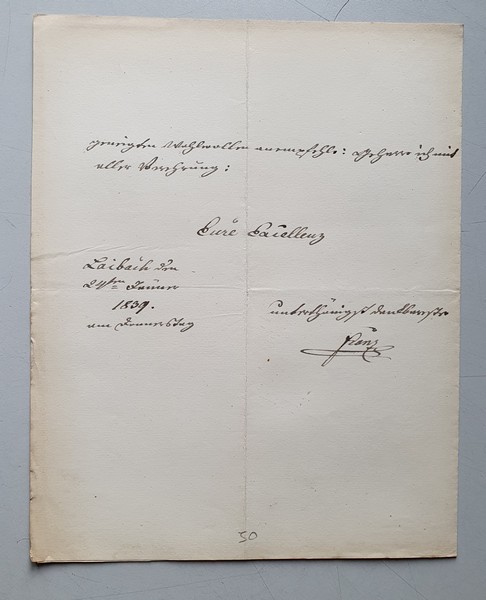 geneigten Wohlwollen anempfehle: Geharre ich mit
aller Verehrung:
Eure Excellenz
Laibach den
24ten Jänner
1839.
am Donnerstag
unterthänigst dankbarster
Franz
50